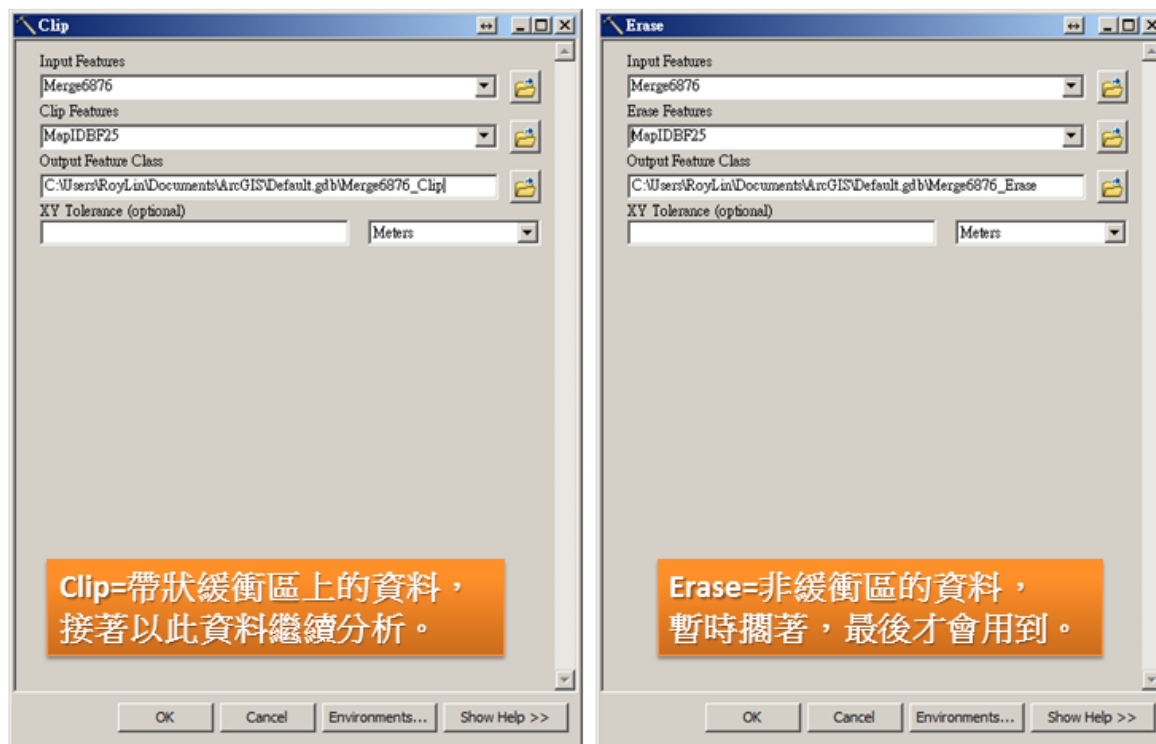 Clip
Input Features
Merge6876
Clip Features
MapIDBF25
Output Feature Class
C:\Users\RoyLin\Documents\ArcGIS\Default.gdb\Merge6876_Clip
XY Tolerance (optional)
Meters
Clip=帶狀緩衝區上的資料，
接著以此資料繼續分析。
OK
Cancel
Environments...
Show Help >>
Erase
Input Features
Merge6876
Erase Features
MapIDBF25
Output Feature Class
C:\Users\RoyLin\Documents\ArcGIS\Default.gdb\Merge6876_Erase
XY Tolerance (optional)
Meters
Erase=非緩衝區的資料，
暫時擱著，最後才會用到。
OK
Cancel
Environments...
Show Help >>